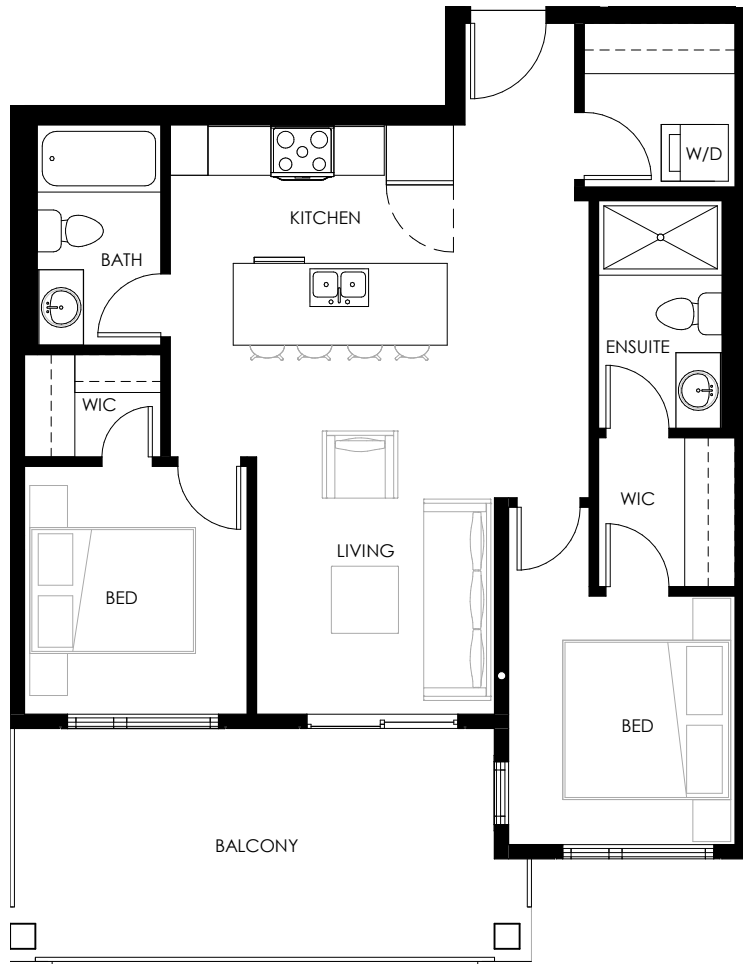 W/D
KITCHEN
BATH
ENSUITE
WIC
WIC
LIVING
BED
BED
BALCONY